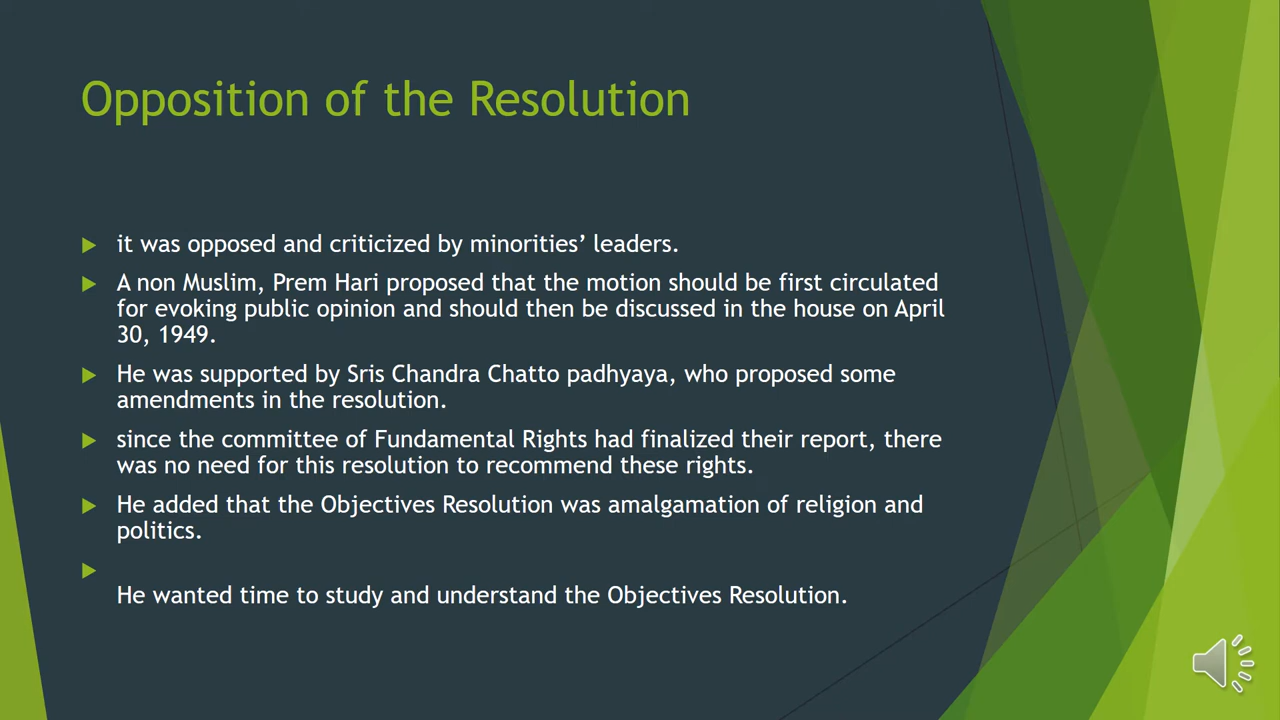 Opposition of the Resolution
it was opposed and criticized by minorities’ leaders.
A non Muslim, Prem Hari proposed that the motion should be first circulated
for evoking public opinion and should then be discussed in the house on April
30, 1949.
He was supported by Sris Chandra Chatto padhyaya, who proposed some
amendments in the resolution.
since the committee of Fundamental Rights had finalized their report, there
was no need for this resolution to recommend these rights.
He added that the Objectives Resolution was amalgamation of religion and
politics.
He wanted time to study and understand the Objectives Resolution.